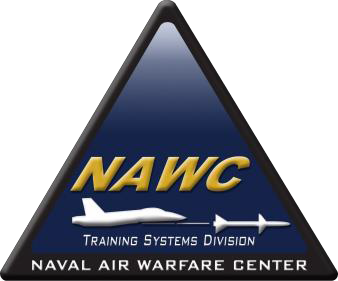 NAWC
TRAINING SYSTEMS DIVISION
NAVAL AIR WARFARE CENTER